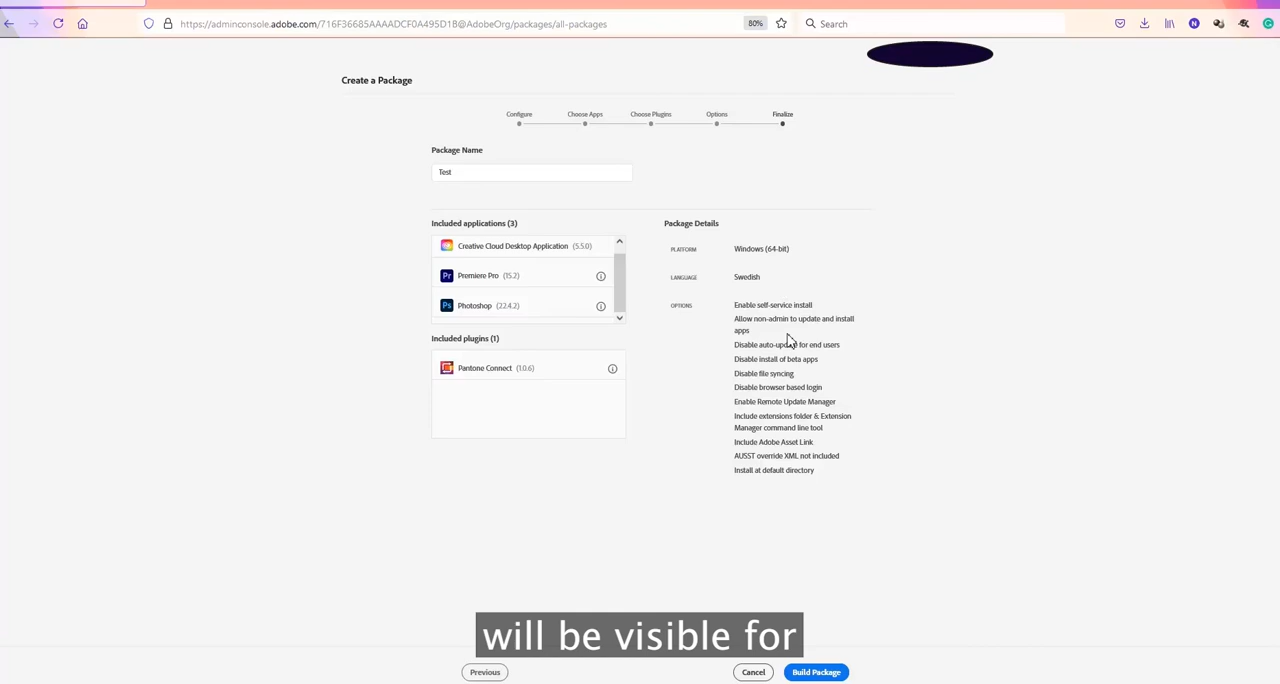 https://adminconsole.adobe.com/716F36685AAAADCF0A495D18@AdobeOrg/packages/all-packages
80%
Search
Create a Package
Configure
Choose Apps
Choose Plugins
Options
Finalize
Package Name
Test
Included applications (3)
Creative Cloud Desktop Application (5.5.0)
Pr Premiere Pro (15.2)
Ps Photoshop (22.4.2)
Included plugins (1)
Pantone Connect (1.0.6)
Package Details
PLATFORM
Windows (64-bit)
LANGUAGE
Swedish
OPTIONS
Enable self-service install
Allow non-admin to update and install
apps
Disable auto-update for end users
Disable install of beta apps
Disable file syncing
Disable browser based login
Enable Remote Update Manager
Include extensions folder & Extension
Manager command line tool
Include Adobe Asset Link
AUSST override XML not included
Install at default directory
will be visible for
Previous
Cancel
Build Package